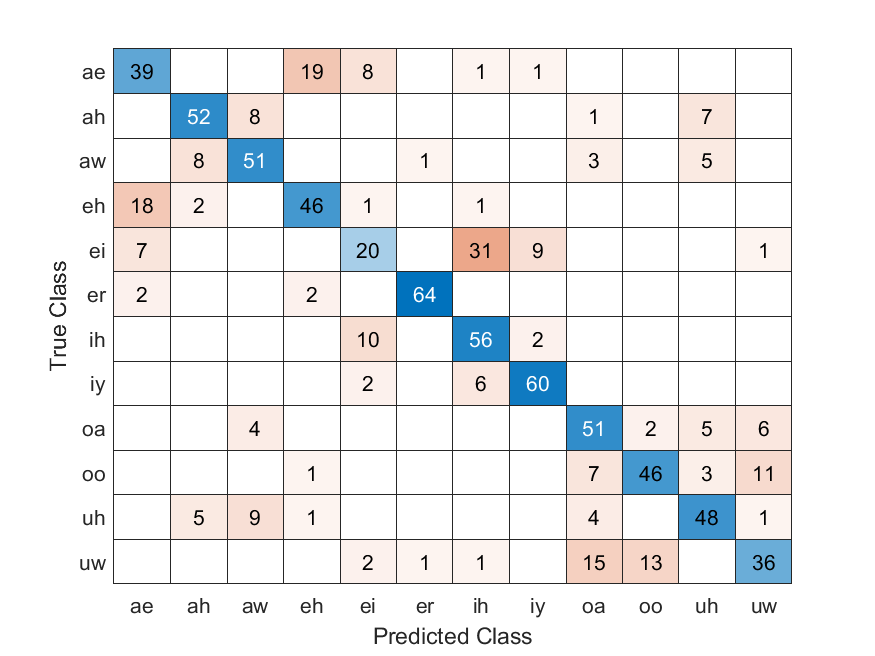 ae 39 19 8 1 1
ah 52 8 1 7
aw 8 51 1 3 5
eh 18 2 46 1 1
ei 7 20 31 9 1
er 2 2 64
ih 10 56 2
iy 2 6 60
oa 4 51 2 5 6
oo 1 7 46 3 11
uh 5 9 1 4 48 1
uw 2 1 1 15 13 36
ae ah aw eh ei er ih iy oa oo uh uw
Predicted Class
True Class